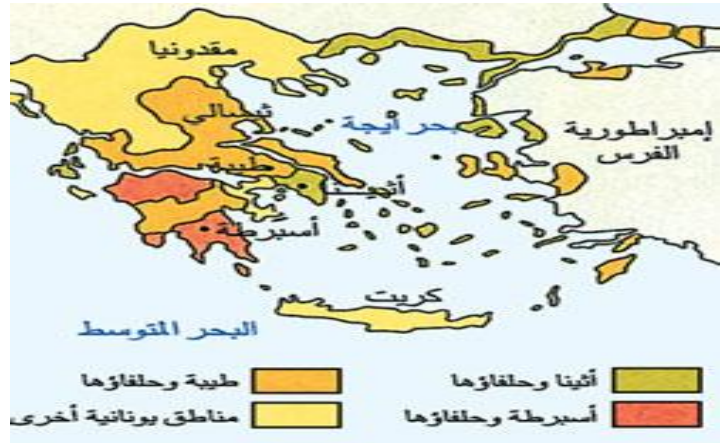 مقدونيا
ثيسالي
بحر أيجة
إمبراطورية
الفرس
طيبة
أثينا
أسبرطة
كريت
البحر المتوسط
أثينا وحلفاؤها
طيبة وحلفاؤها
أسبرطة وحلفاؤها
مناطق يونانية أخرى